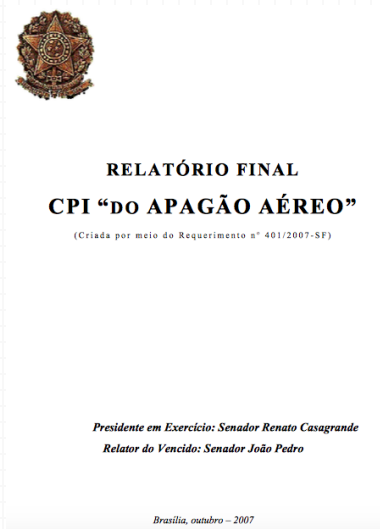 RELATÓRIO FINAL
CPI “DO APAGÃO AÉREO”
(Criada por meio do Requerimento nº 401/2007-SF)
Presidente em Exercício: Senador Renato Casagrande
Relator do Vencido: Senador João Pedro
Brasília, outubro – 2007